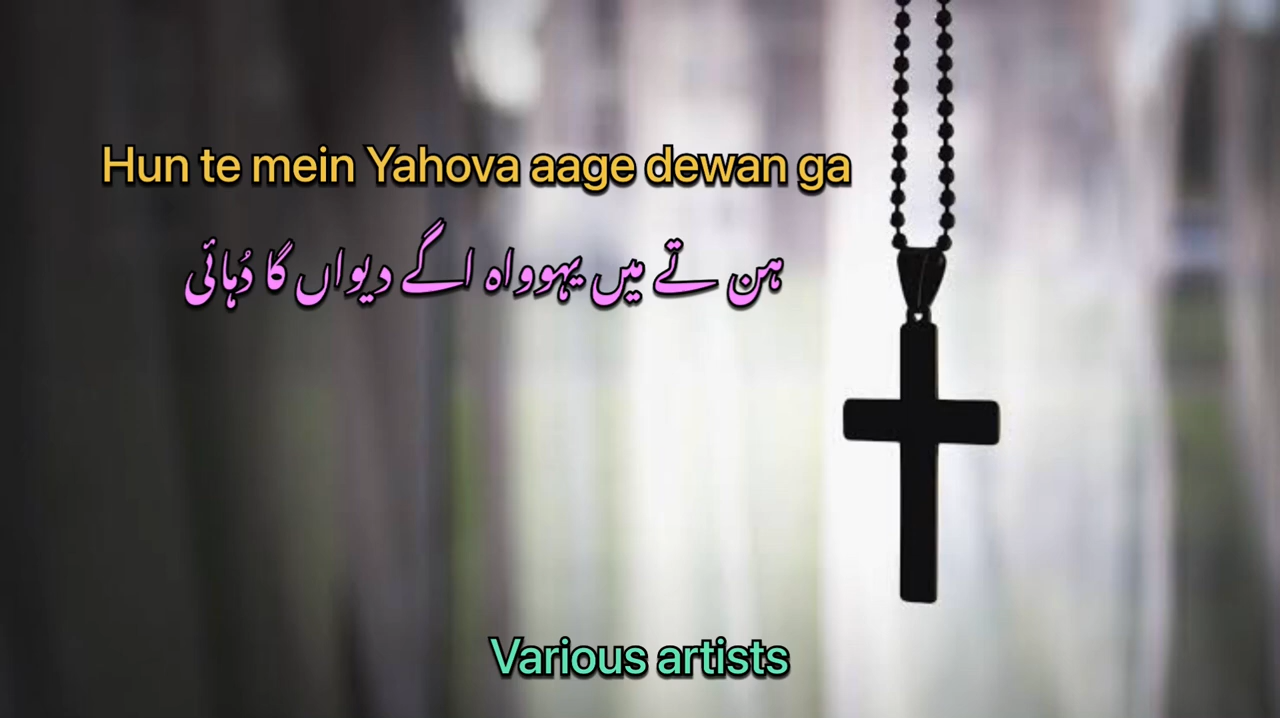 Hun te mein Yahova aage dewan ga
ہن تے میں یہوواہ اگے دیواں گا دُہائی
Various artists